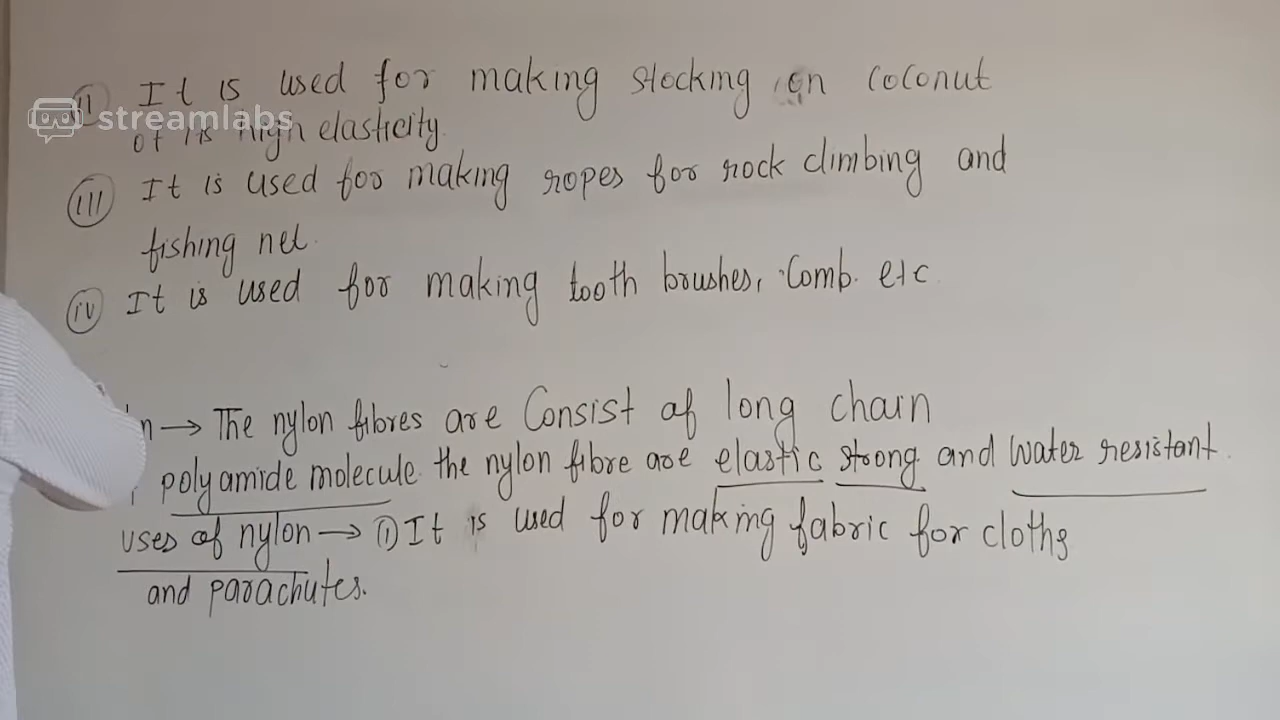 (ii) It is used for making stocking on coconut
streamlabs
of its high elasticity.
(iii) It is used for making ropes for rock climbing and
fishing net.
(iv) It is used for making tooth brushes, Comb. etc.
n → The nylon fibres are Consist of long chain
polyamide molecule. the nylon fibre are elastic strong and water resistant.
uses of nylon → (i) It is used for making fabric for cloths
and parachutes.